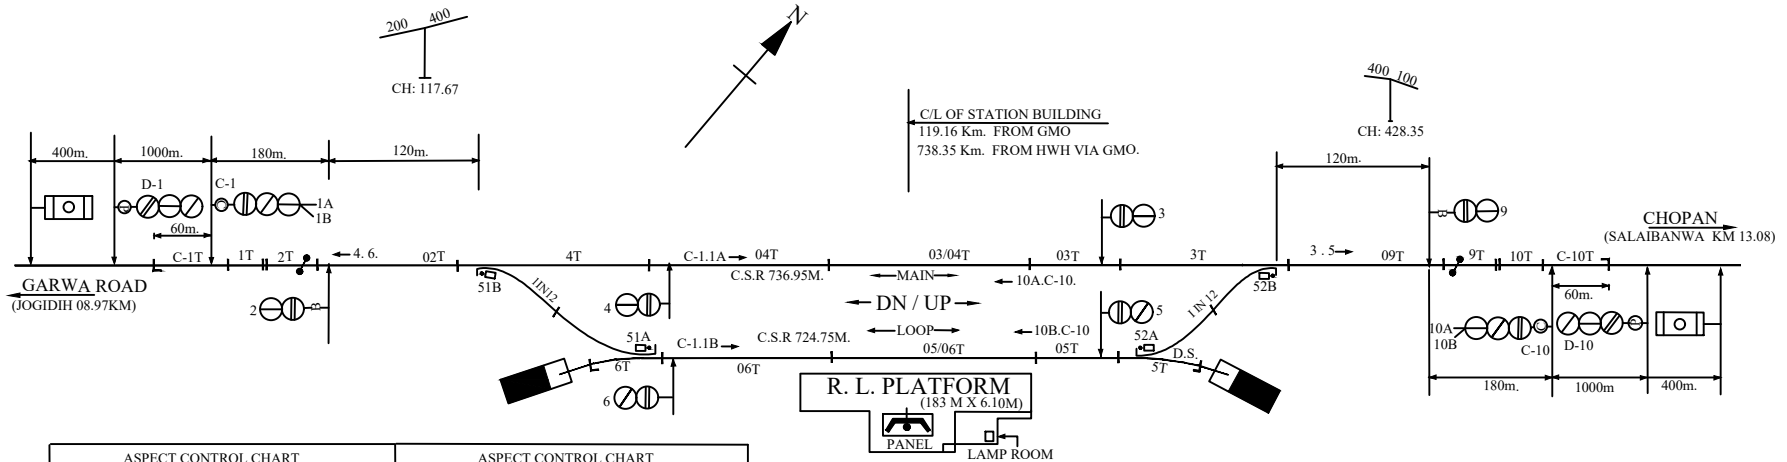 200 400
CH: 117.67
N
400 100
CH: 428.35
C/L OF STATION BUILDING
119.16 Km. FROM GMO
738.35 Km. FROM HWH VIA GMO.
400m. 1000m. 180m. 120m.
120m.
D-1 C-1
1A
1B
60m.
3
B 9
CHOPAN
(SALAIBANWA KM 13.08)
C-1T 1T 2T 4. 6. 02T 4T C-1.1A 04T 03/04T 03T 3T 3 . 5 09T 9T 10T C-10T
C.S.R 736.95M. MAIN 10A.C-10.
GARWA ROAD
(JOGIDIH 08.97KM)
51B 1IN12
52B 1 IN 12
60m.
2 B
4
DN / UP
5
10A
10B
C-10 D-10
51A
C-1.1B C.S.R 724.75M. LOOP 10B.C-10
52A
6T 06T 05/06T 05T D.S. 5T
6
180m. 1000m 400m.
R. L. PLATFORM
(183 M X 6.10M)
PANEL
LAMP ROOM
ASPECT CONTROL CHART ASPECT CONTROL CHART